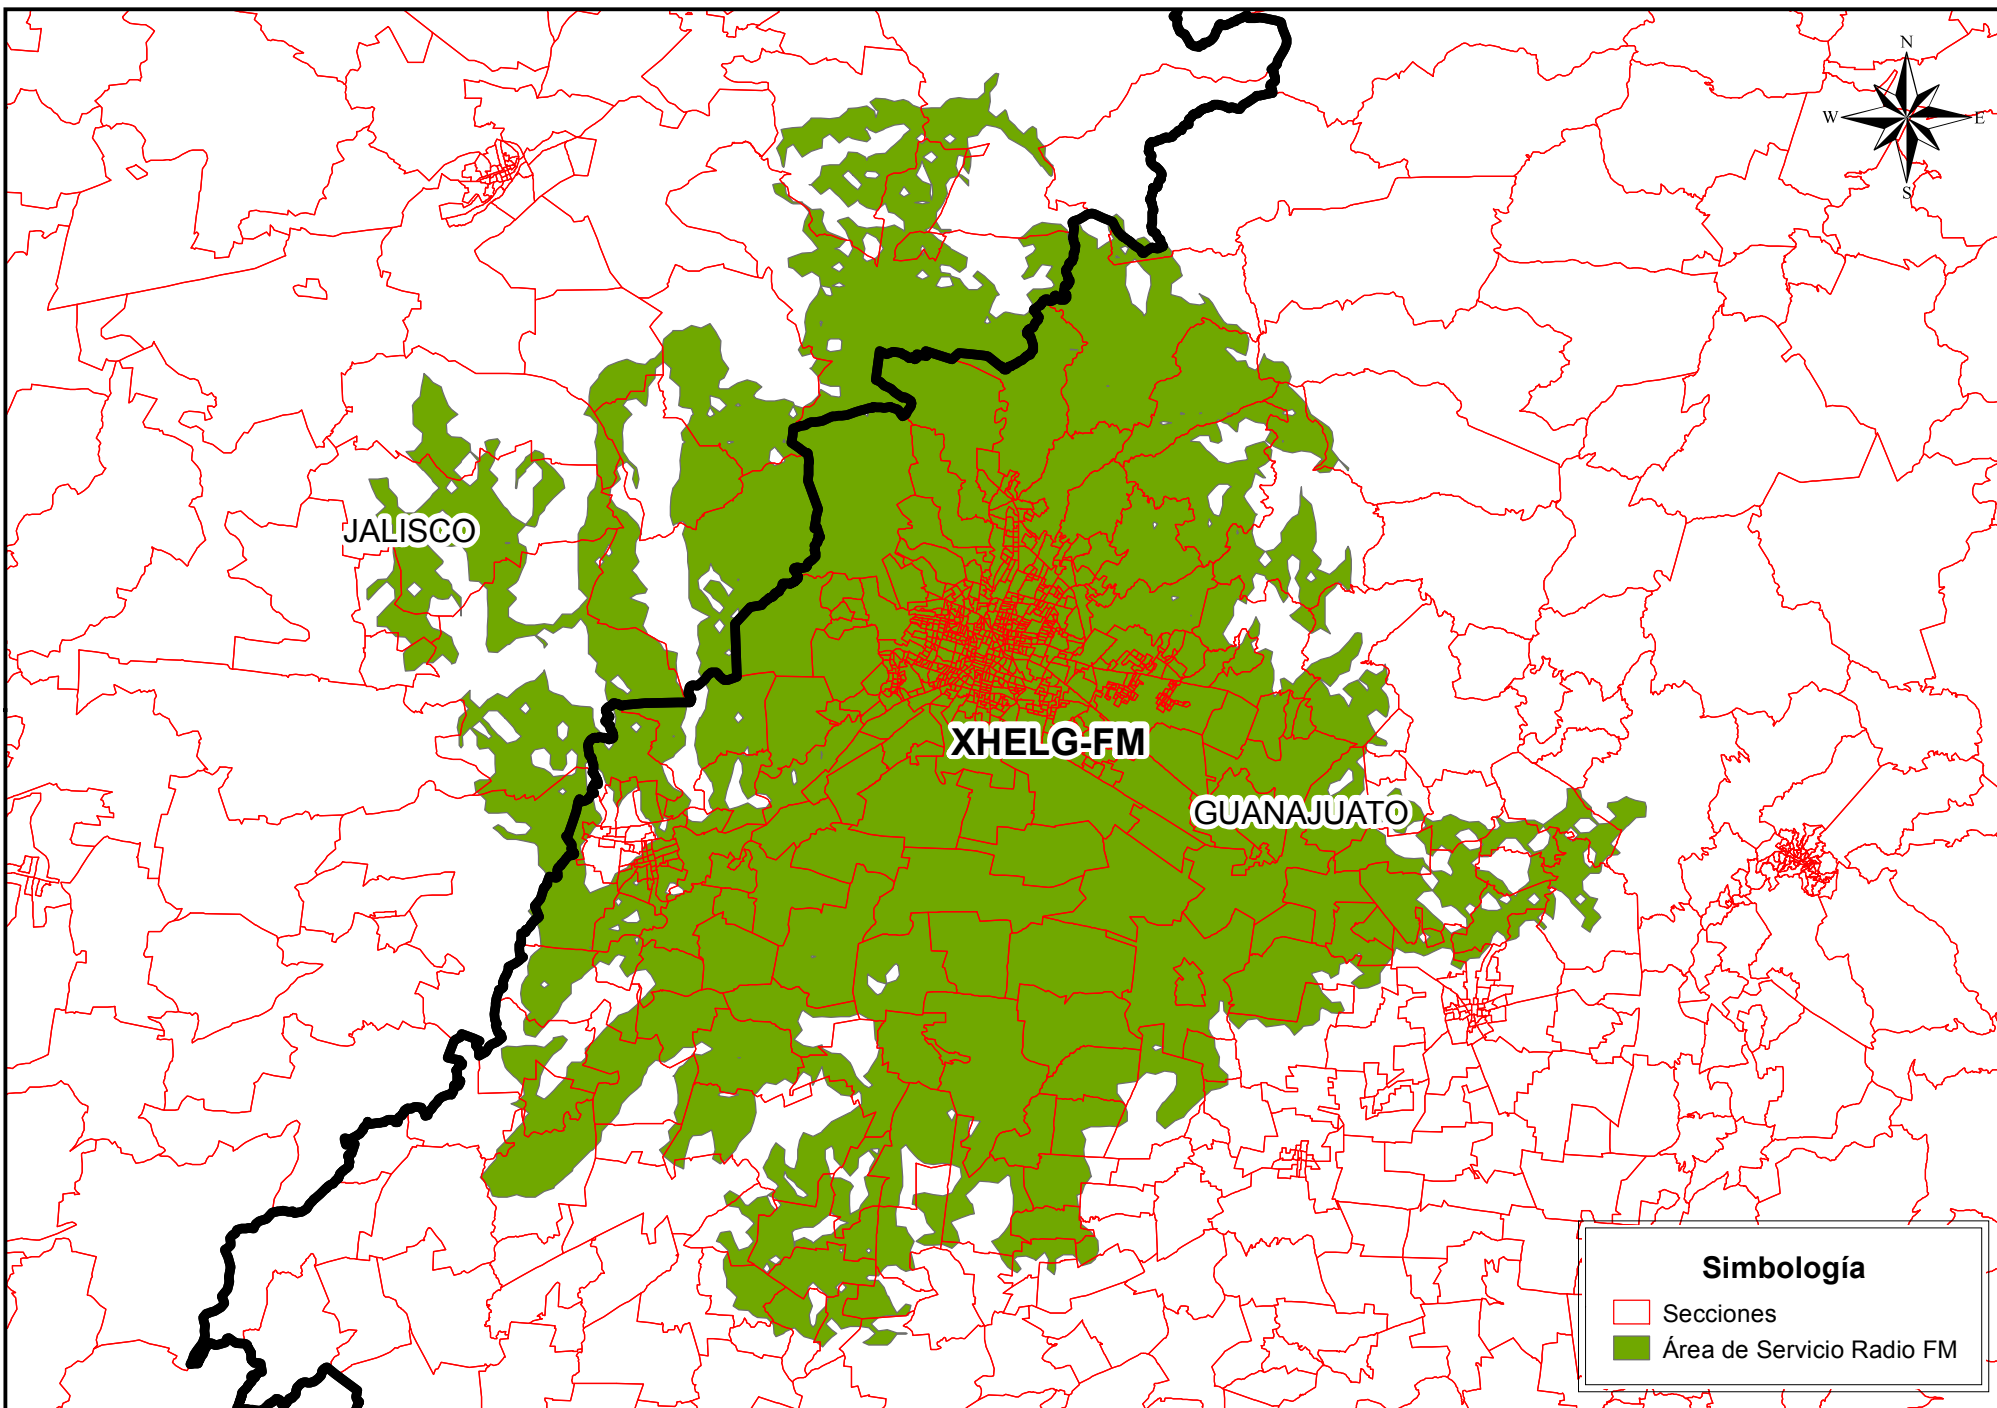 N
W E
S
JALISCO
XHELG-FM
GUANAJUATO
Simbología
Secciones
Área de Servicio Radio FM